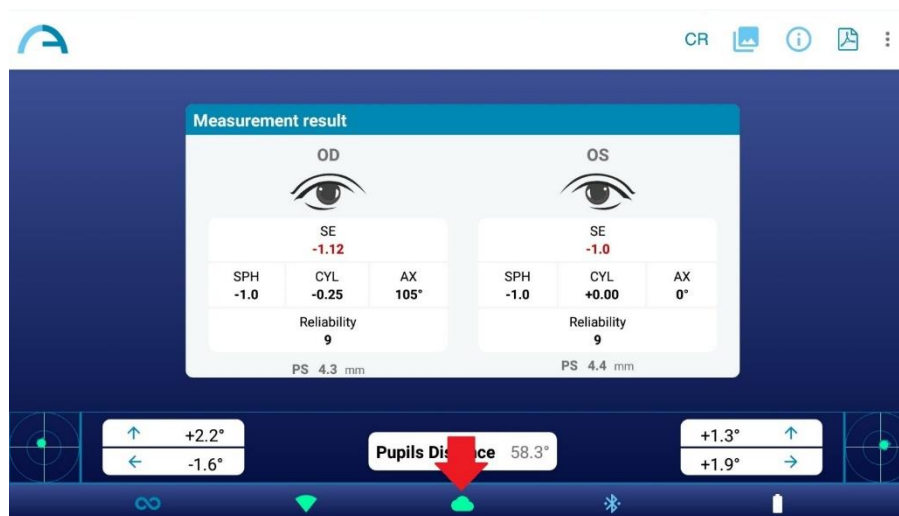 CR
Measurement result
OD OS
SE SE
-1.12 -1.0
SPH CYL AX SPH CYL AX
-1.0 -0.25 105° -1.0 +0.00 0°
Reliability Reliability
9 9
PS 4.3 mm PS 4.4 mm
+2.2° +1.3°
Pupils 58.3°
-1.6° +1.9°